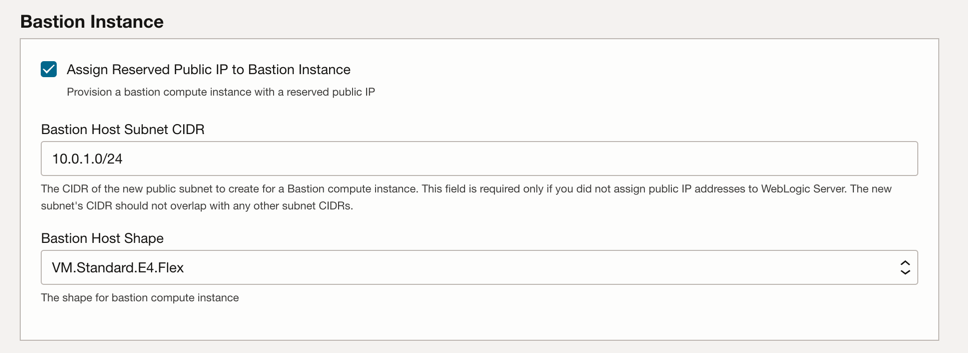 Bastion Instance
Assign Reserved Public IP to Bastion Instance
Provision a bastion compute instance with a reserved public IP
Bastion Host Subnet CIDR
10.0.1.0/24
The CIDR of the new public subnet to create for a Bastion compute instance. This field is required only if you did not assign public IP addresses to WebLogic Server. The new
subnet's CIDR should not overlap with any other subnet CIDRs.
Bastion Host Shape
VM.Standard.E4.Flex
The shape for bastion compute instance